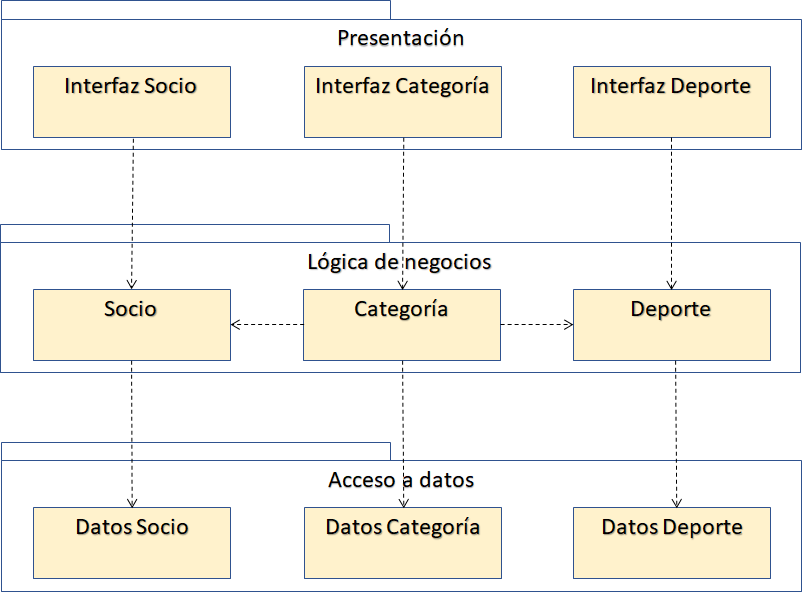 Presentación
Interfaz Socio
Interfaz Categoría
Interfaz Deporte
Lógica de negocios
Socio
Categoría
Deporte
Acceso a datos
Datos Socio
Datos Categoría
Datos Deporte